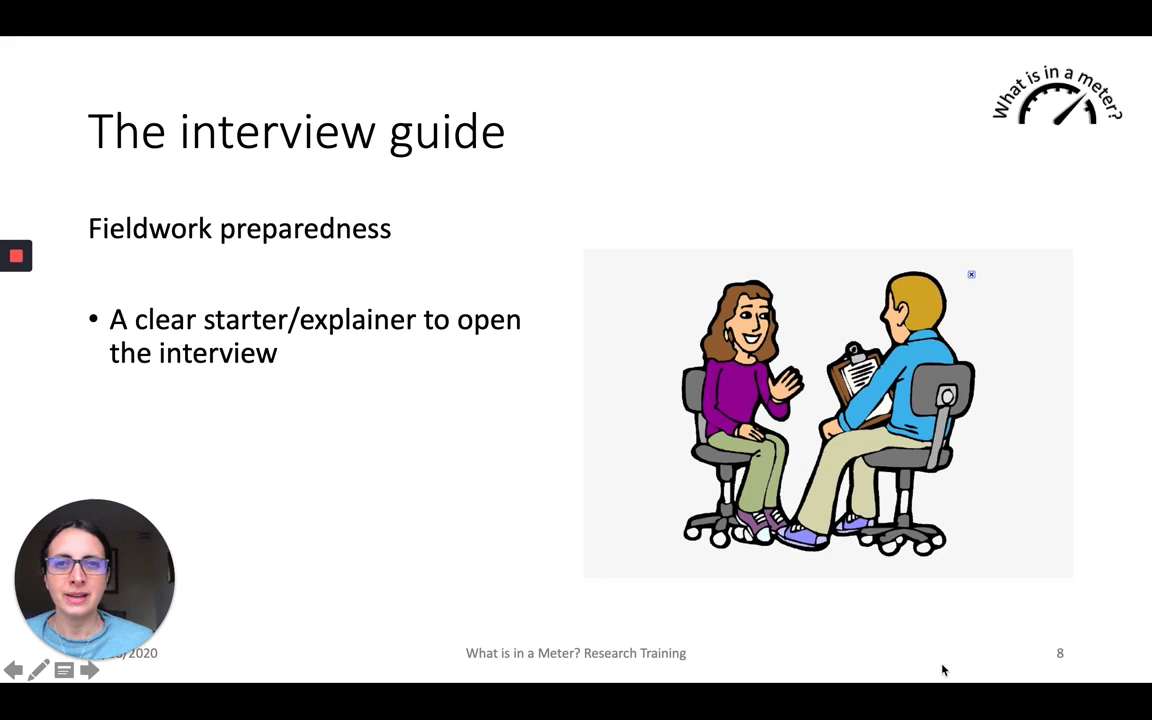 What is in a meter?
The interview guide
Fieldwork preparedness
• A clear starter/explainer to open
the interview
/2020
What is in a Meter? Research Training
8